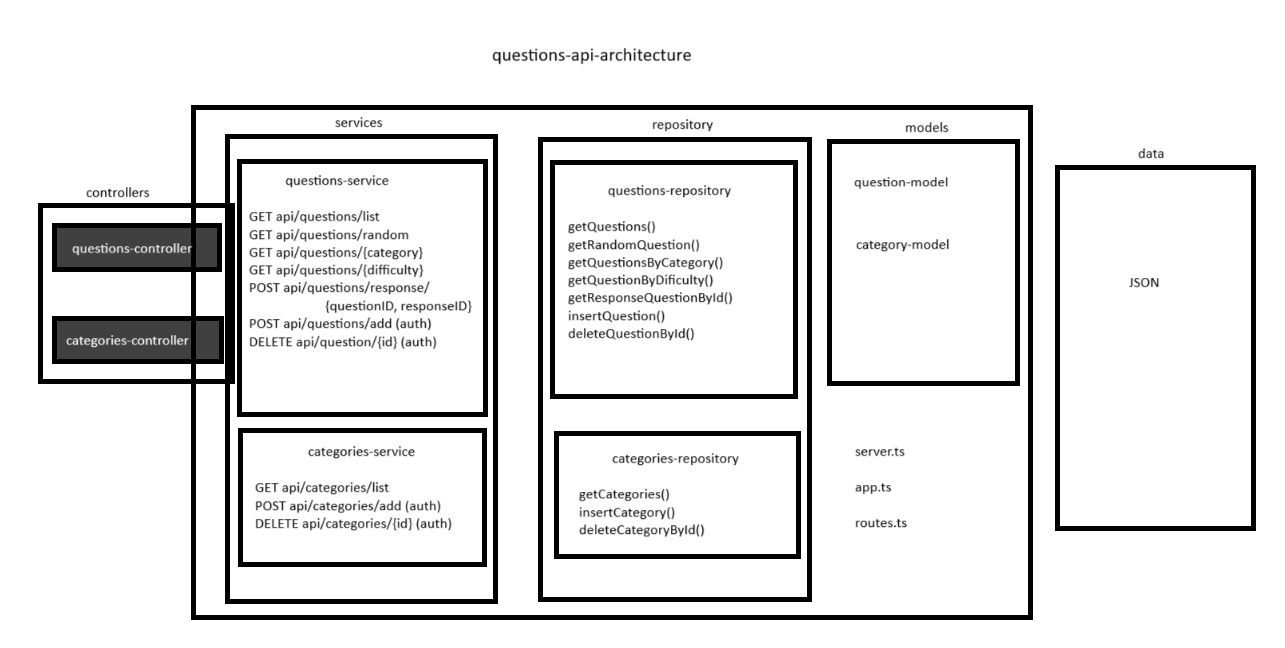 questions-api-architecture
controllers
questions-controller
categories-controller
services
questions-service
GET api/questions/list
GET api/questions/random
GET api/questions/{category}
GET api/questions/{difficulty}
POST api/questions/response/
{questionID, responseID}
POST api/questions/add (auth)
DELETE api/question/{id} (auth)
categories-service
GET api/categories/list
POST api/categories/add (auth)
DELETE api/categories/{id} (auth)
repository
questions-repository
getQuestions()
getRandomQuestion()
getQuestionsByCategory()
getQuestionByDificulty()
getResponseQuestionById()
insertQuestion()
deleteQuestionById()
categories-repository
getCategories()
insertCategory()
deleteCategoryById()
models
question-model
category-model
server.ts
app.ts
routes.ts
data
JSON